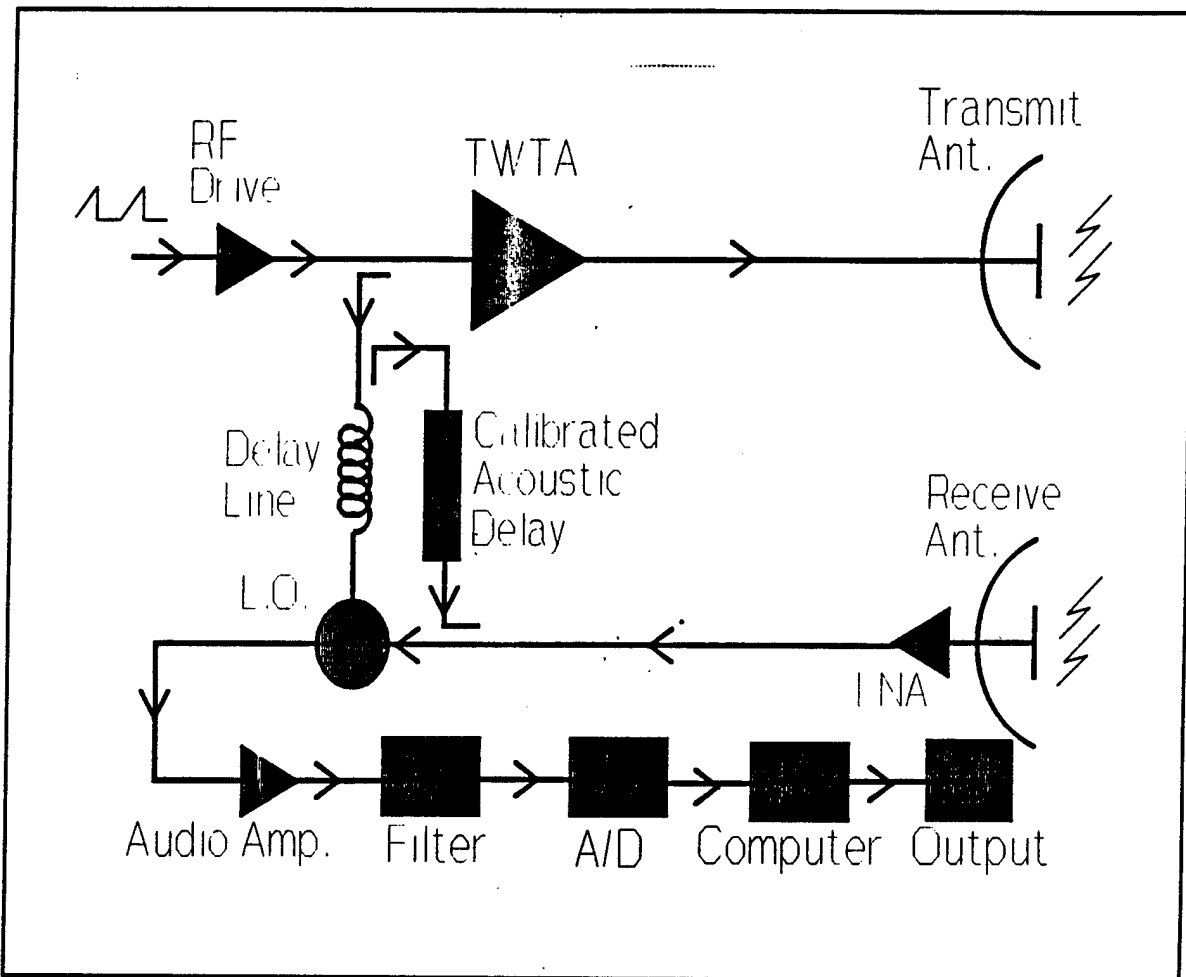 RF
Drive
TWTA
Transmit
Ant.
Delay
Line
Calibrated
Acoustic
Delay
Receive
Ant.
L.O.
LNA
Audio Amp.
Filter
A/D
Computer
Output